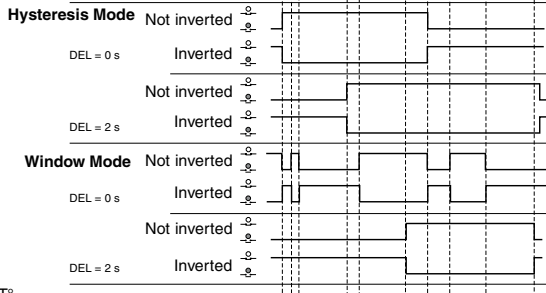 Hysteresis Mode Not inverted
DEL = 0 s Inverted
Not inverted
DEL = 2 s Inverted
Window Mode Not inverted
DEL = 0 s Inverted
Not inverted
DEL = 2 s Inverted